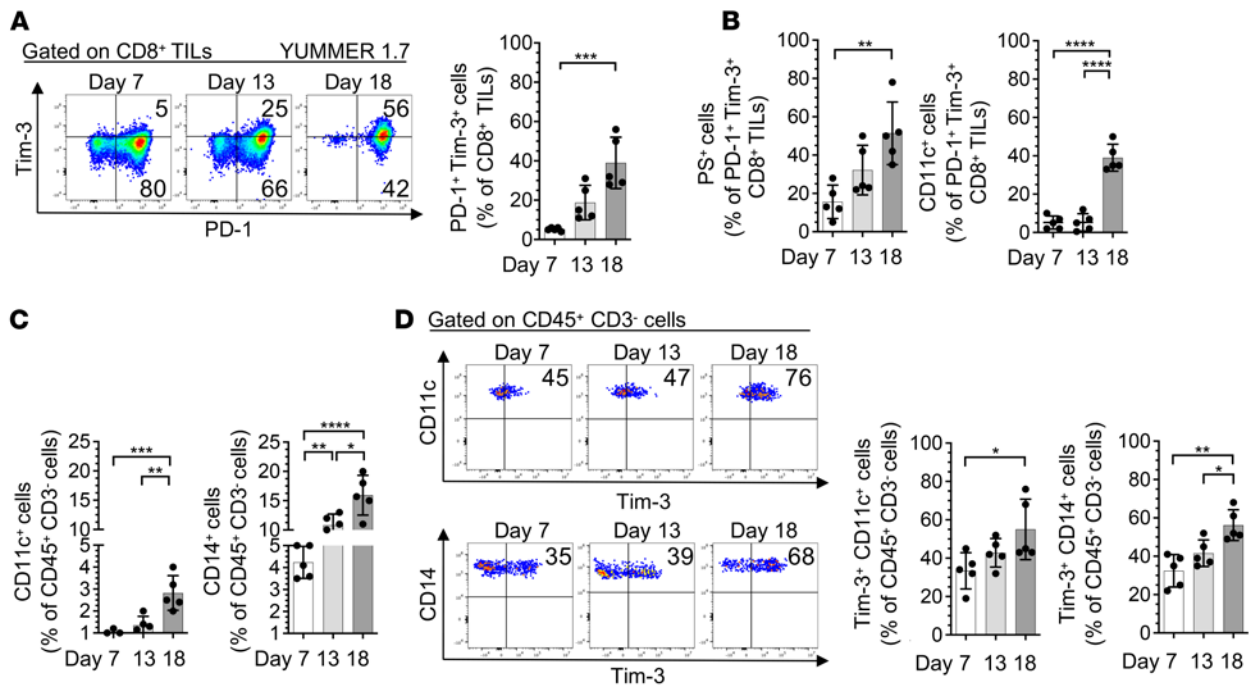 A
Gated on CD8⁺ TILs YUMMER 1.7
Day 7 Day 13 Day 18
5 25 56
80 66 42
Tim-3
PD-1
PD-1⁺ Tim-3⁺ cells
(% of CD8⁺ TILs)
100
80
60
40
20
0
***
Day 7 13 18
B
PS⁺ cells
(% of PD-1⁺ Tim-3⁺
CD8⁺ TILs)
100
80
60
40
20
0
**
Day 7 13 18
CD11c⁺ cells
(% of PD-1⁺ Tim-3⁺
CD8⁺ TILs)
100
80
60
40
20
0
****
****
Day 7 13 18
C
CD11c⁺ cells
(% of CD45⁺ CD3⁻ cells)
25
20
15
10
5
4
3
2
1
***
**
Day 7 13 18
CD14⁺ cells
(% of CD45⁺ CD3⁻ cells)
25
20
15
10
5
4
3
2
1
****
** *
Day 7 13 18
D
Gated on CD45⁺ CD3⁻ cells
Day 7 Day 13 Day 18
45 47 76
CD11c
Tim-3
Day 7 Day 13 Day 18
35 39 68
CD14
Tim-3
Tim-3⁺ CD11c⁺ cells
(% of CD45⁺ CD3⁻ cells)
100
80
60
40
20
0
*
Day 7 13 18
Tim-3⁺ CD14⁺ cells
(% of CD45⁺ CD3⁻ cells)
100
80
60
40
20
0
**
*
Day 7 13 18